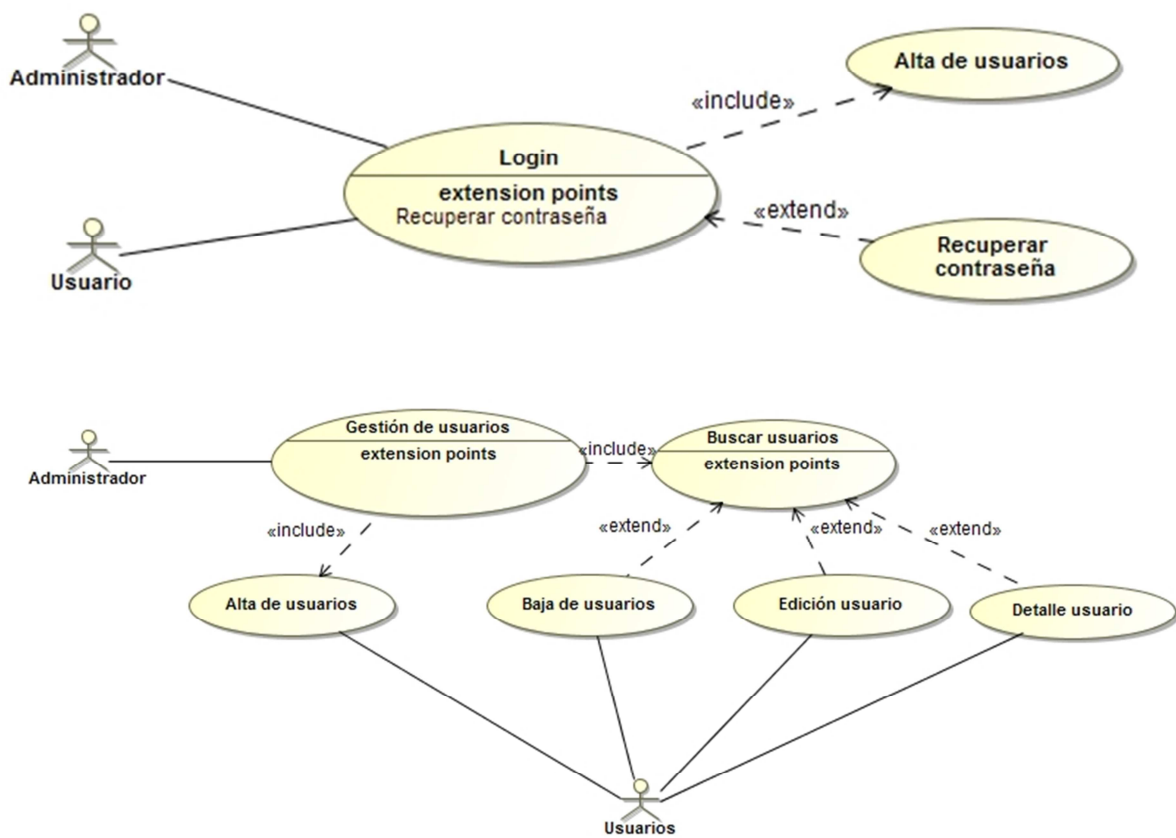 Administrador
Alta de usuarios
«include»
Login
extension points
Recuperar contraseña
«extend»
Usuario
Recuperar
contraseña
Gestión de usuarios
extension points
«include»
Buscar usuarios
extension points
Administrador
«include»
«extend»
«extend»
«extend»
Alta de usuarios
Baja de usuarios
Edición usuario
Detalle usuario
Usuarios